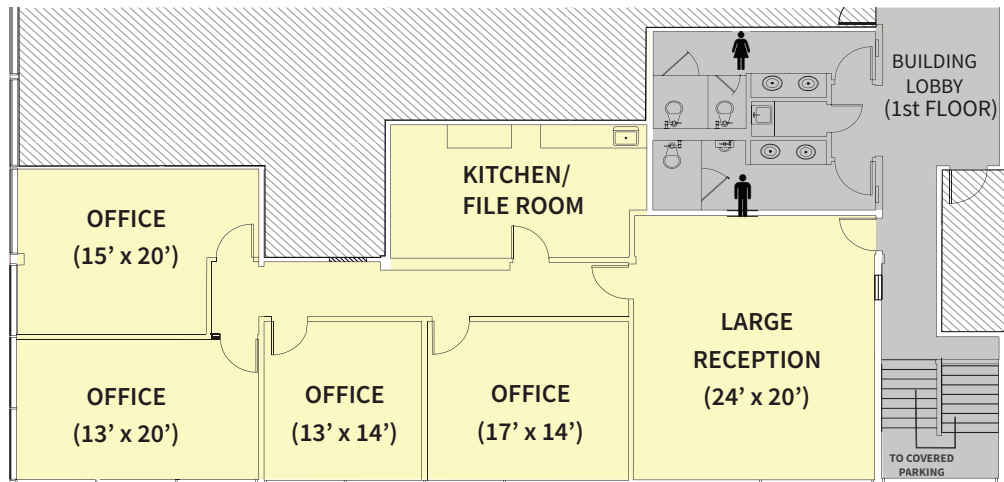 BUILDING
LOBBY
(1st FLOOR)
KITCHEN/
FILE ROOM
OFFICE
(15’ x 20’)
LARGE
RECEPTION
(24’ x 20’)
OFFICE
(13’ x 20’)
OFFICE
(13’ x 14’)
OFFICE
(17’ x 14’)
TO COVERED
PARKING